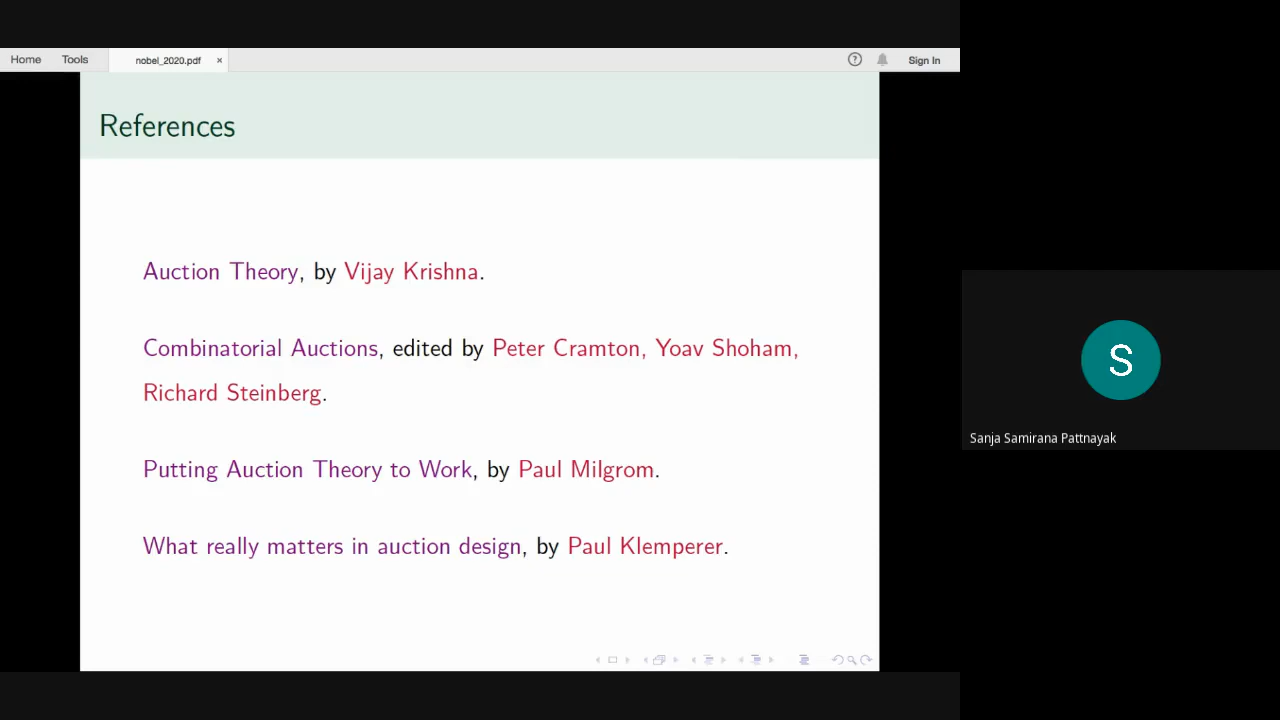 Home Tools nobel_2020.pdf × ? Sign In
References
Auction Theory, by Vijay Krishna.
Combinatorial Auctions, edited by Peter Cramton, Yoav Shoham,
Richard Steinberg.
Putting Auction Theory to Work, by Paul Milgrom.
What really matters in auction design, by Paul Klemperer.
S
Sanja Samirana Pattnayak